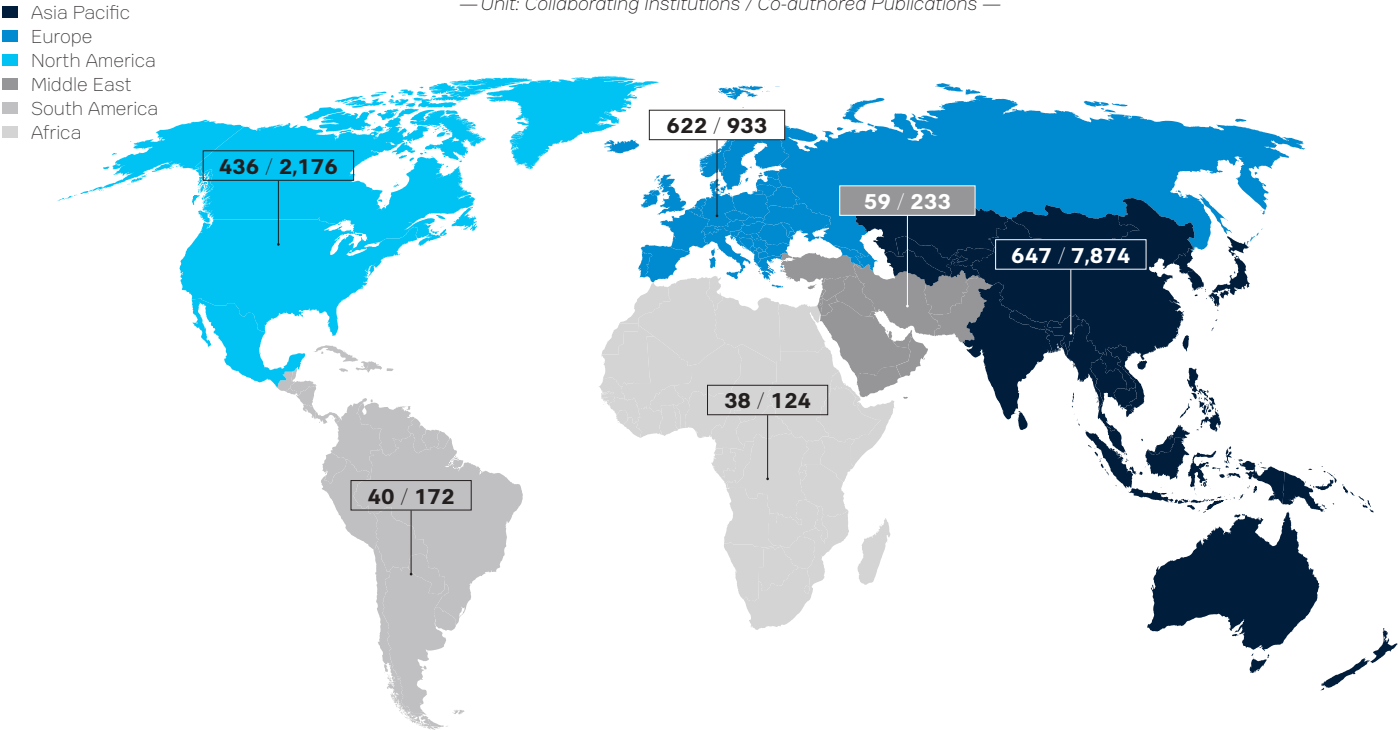 — Unit: Collaborating Institutions / Co-authored Publications —
Asia Pacific
Europe
North America
Middle East
South America
Africa
622 / 933
436 / 2,176
59 / 233
647 / 7,874
38 / 124
40 / 172